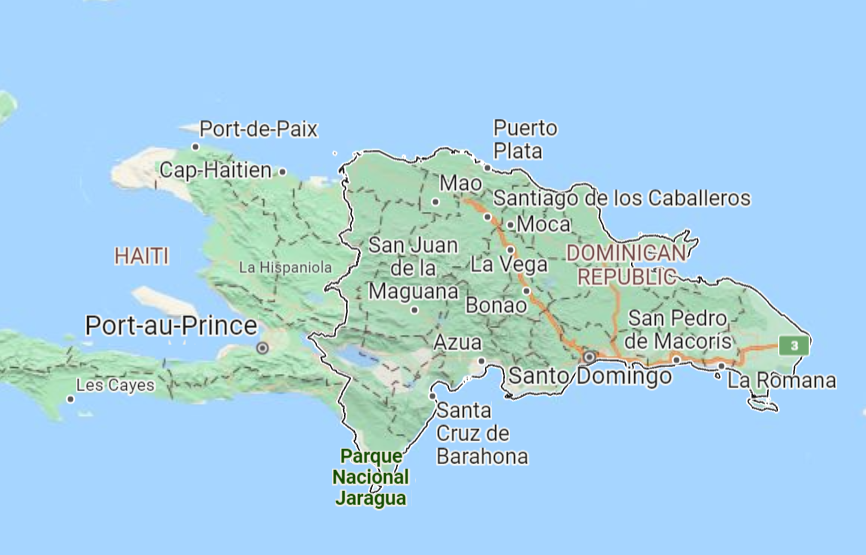 Port-de-Paix
Puerto
Plata
Cap-Haitien
Mao
Santiago de los Caballeros
Moca
HAITI
La Hispaniola
San Juan
de la
Maguana
La Vega
DOMINICAN
REPUBLIC
Bonao
Port-au-Prince
Azua
San Pedro
de Macorís
3
Les Cayes
Santo Domingo
La Romana
Santa
Cruz de
Barahona
Parque
Nacional
Jaragua